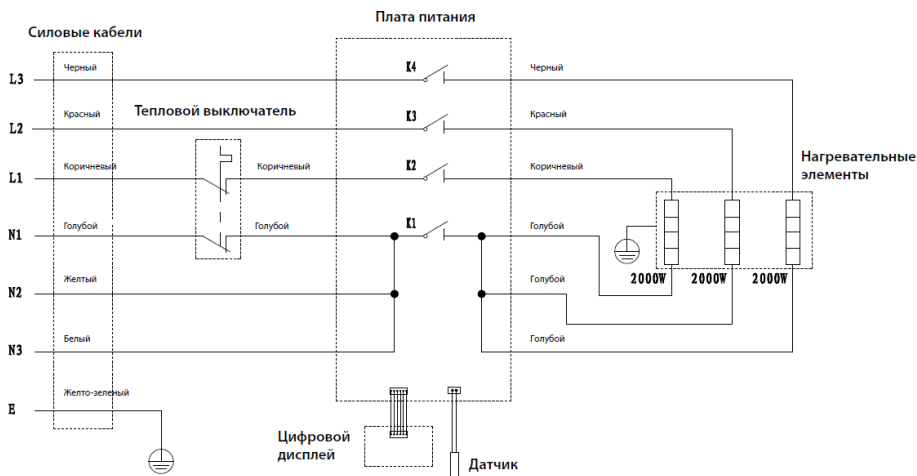 Плата питания
Силовые кабели
L3
Черный
K4
Черный
Тепловой выключатель
L2
Красный
K3
Красный
L1
Коричневый
Коричневый
K2
Коричневый
Нагревательные
элементы
N1
Голубой
Голубой
K1
Голубой
2000W
2000W
2000W
N2
Желтый
Голубой
N3
Белый
Голубой
E
Желто-зеленый
Цифровой
дисплей
Датчик